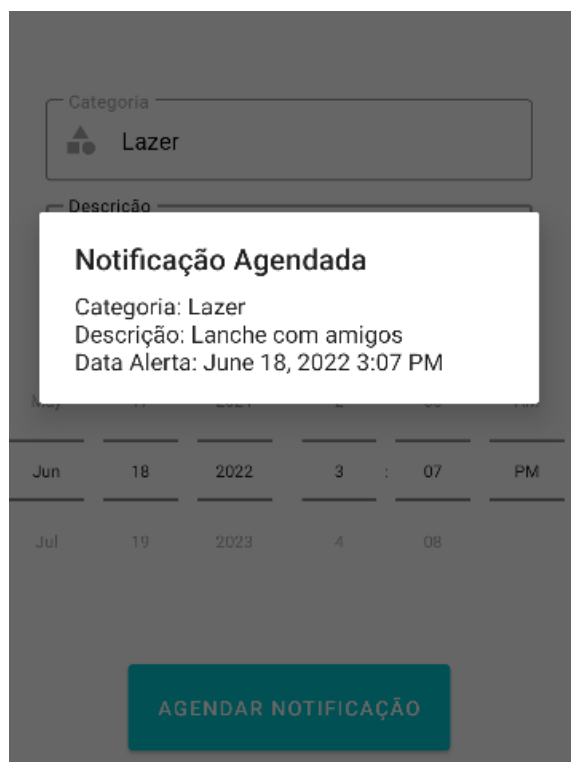 Categoria
Lazer
Descrição
Notificação Agendada
Categoria: Lazer
Descrição: Lanche com amigos
Data Alerta: June 18, 2022 3:07 PM
Jun 18 2022 3 : 07 PM
Jul 19 2023 4 08
AGENDAR NOTIFICAÇÃO